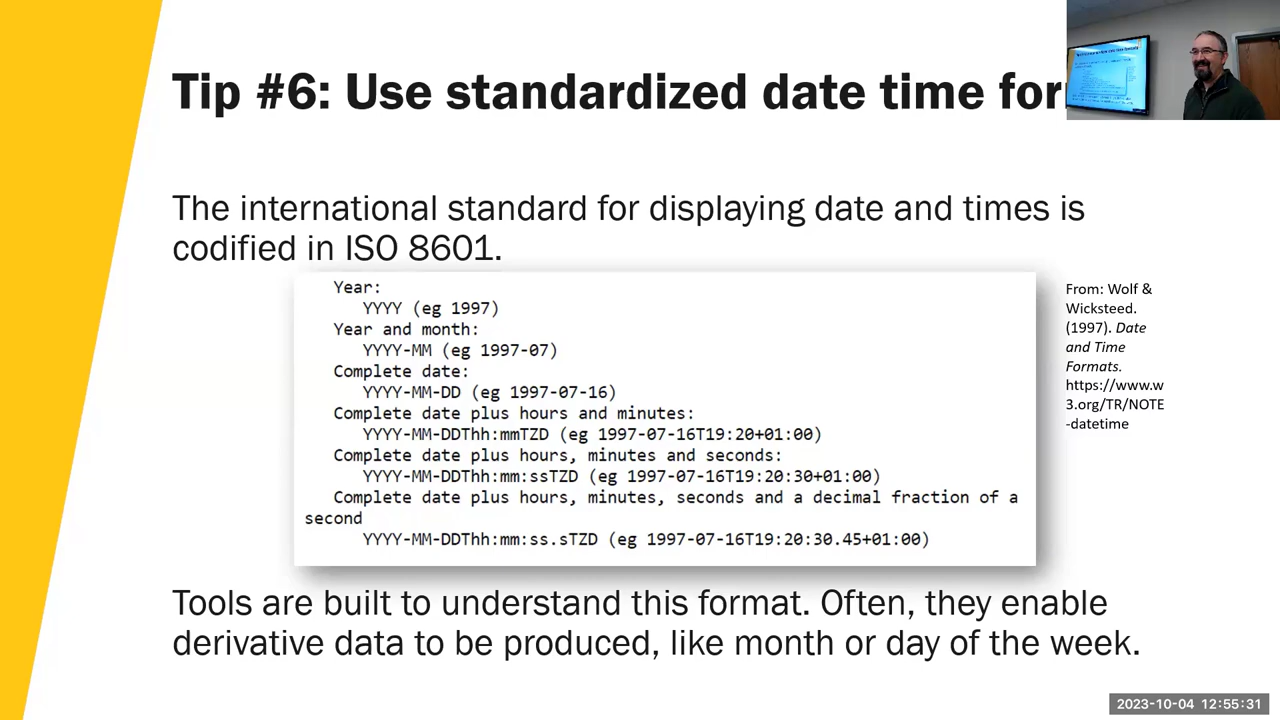 Tip #6: Use standardized date time for
The international standard for displaying date and times is
codified in ISO 8601.
Year:
YYYY (eg 1997)
Year and month:
YYYY-MM (eg 1997-07)
Complete date:
YYYY-MM-DD (eg 1997-07-16)
Complete date plus hours and minutes:
YYYY-MM-DDThh:mmTZD (eg 1997-07-16T19:20+01:00)
Complete date plus hours, minutes and seconds:
YYYY-MM-DDThh:mm:ssTZD (eg 1997-07-16T19:20:30+01:00)
Complete date plus hours, minutes, seconds and a decimal fraction of a
second
YYYY-MM-DDThh:mm:ss.sTZD (eg 1997-07-16T19:20:30.45+01:00)
From: Wolf &
Wicksteed.
(1997). Date
and Time
Formats.
https://www.w
3.org/TR/NOTE
-datetime
Tools are built to understand this format. Often, they enable
derivative data to be produced, like month or day of the week.
2023-10-04 12:55:31